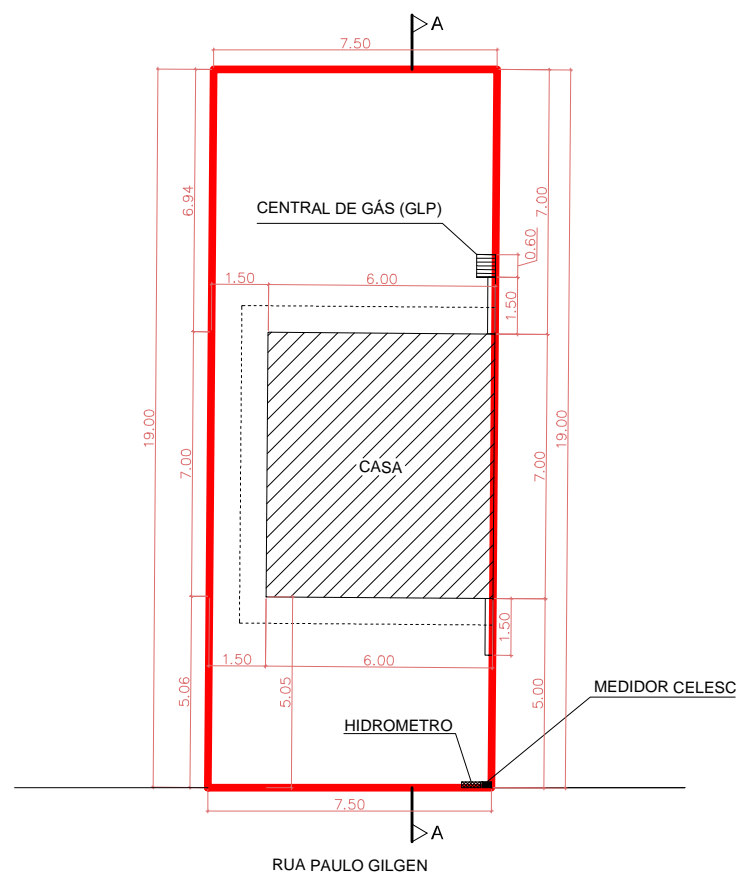 A
7.50
6.94
CENTRAL DE GÁS (GLP)
7.00
0.60
1.50
6.00
1.50
19.00
7.00
CASA
7.00
19.00
1.50
1.50
6.00
5.06
5.05
5.00
MEDIDOR CELESC
HIDROMETRO
7.50
A
RUA PAULO GILGEN